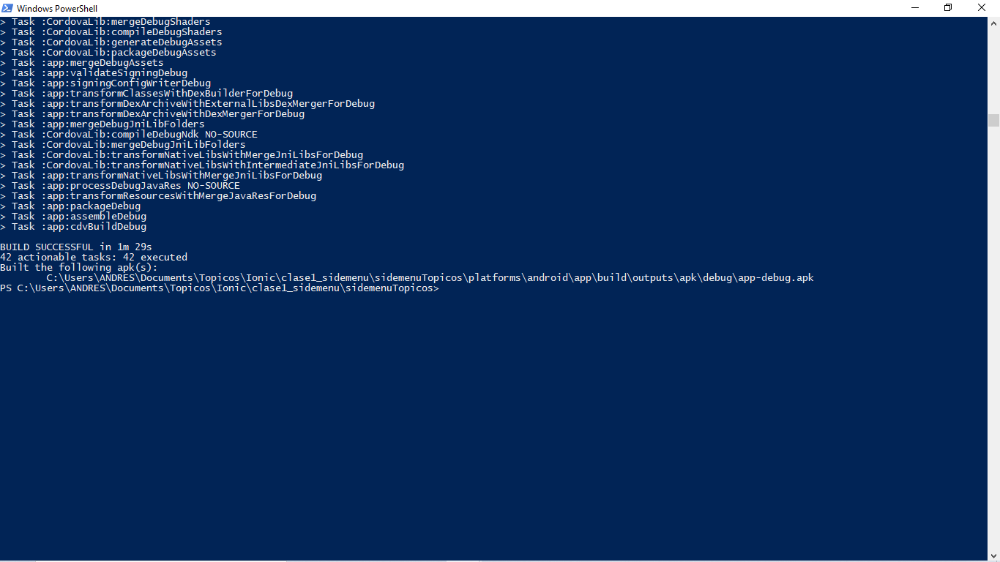 Windows PowerShell
> Task :CordovaLib:mergeDebugShaders
> Task :CordovaLib:compileDebugShaders
> Task :CordovaLib:generateDebugAssets
> Task :CordovaLib:packageDebugAssets
> Task :app:mergeDebugAssets
> Task :app:validateSigningDebug
> Task :app:signingConfigWriterDebug
> Task :app:transformClassesWithDexBuilderForDebug
> Task :app:transformDexArchiveWithExternalLibsDexMergerForDebug
> Task :app:transformDexArchiveWithDexMergerForDebug
> Task :app:mergeDebugJniLibFolders
> Task :CordovaLib:compileDebugNdk NO-SOURCE
> Task :CordovaLib:mergeDebugJniLibFolders
> Task :CordovaLib:transformNativeLibsWithMergeJniLibsForDebug
> Task :CordovaLib:transformNativeLibsWithIntermediateJniLibsForDebug
> Task :app:transformNativeLibsWithMergeJniLibsForDebug
> Task :app:processDebugJavaRes NO-SOURCE
> Task :app:transformResourcesWithMergeJavaResForDebug
> Task :app:packageDebug
> Task :app:assembleDebug
> Task :app:cdvBuildDebug
BUILD SUCCESSFUL in 1m 29s
42 actionable tasks: 42 executed
Built the following apk(s):
C:\Users\ANDRES\Documents\Topicos\Ionic\clase1_sidemenu\sidemenuTopicos\platforms\android\app\build\outputs\apk\debug\app-debug.apk
PS C:\Users\ANDRES\Documents\Topicos\Ionic\clase1_sidemenu\sidemenuTopicos>